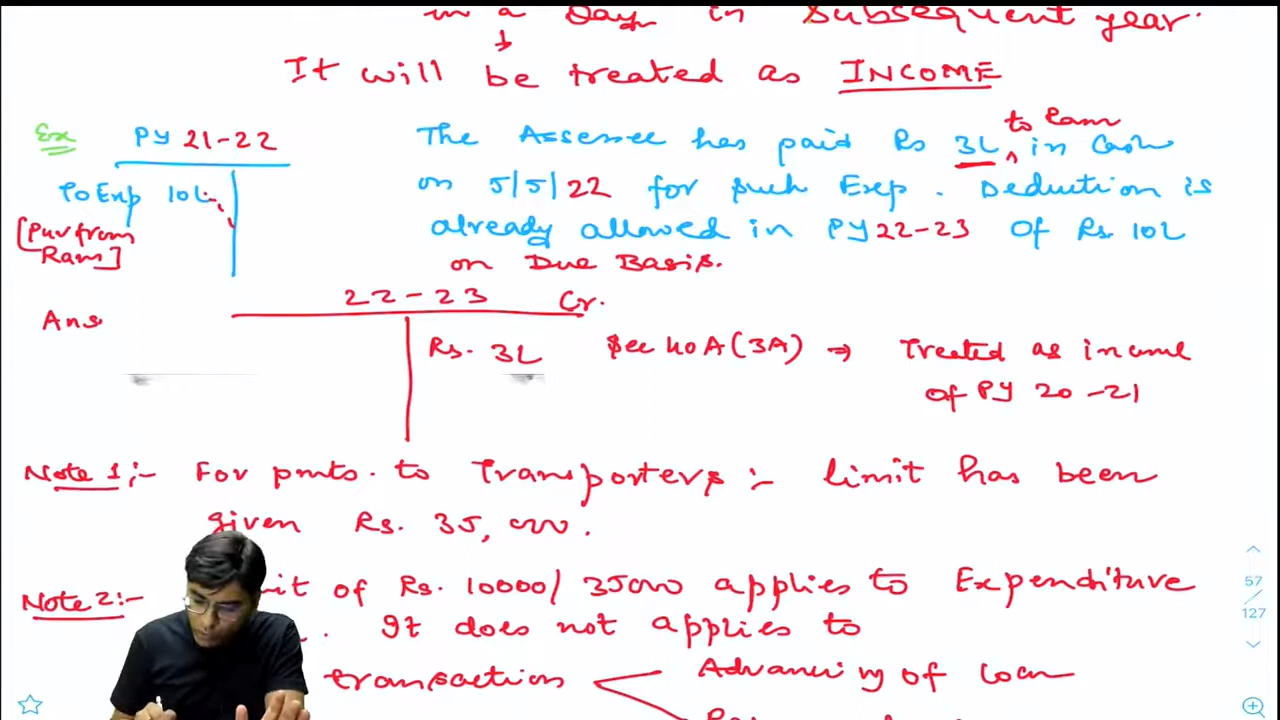 in a Day in Subsequent year.
It will be treated as INCOME
Ex PY 21-22
To Exp 10L
[Pur from Ram]
The Assessee has paid Rs 3L to Ram in Cash
on 5/5/22 for such Exp. Deduction is
already allowed in PY 22-23 of Rs. 10L
on Due Basis.
22-23 Cr.
Ans
Rs. 3L Sec 40A(3A) → Treated as income
of PY 20-21
Note 1:- For pmts. to Transporters :- limit has been
given Rs. 35,000.
Note 2:- of Rs. 10000/35000 applies to Expenditure
It does not applies to
transaction Advancing of loan
57
/
127